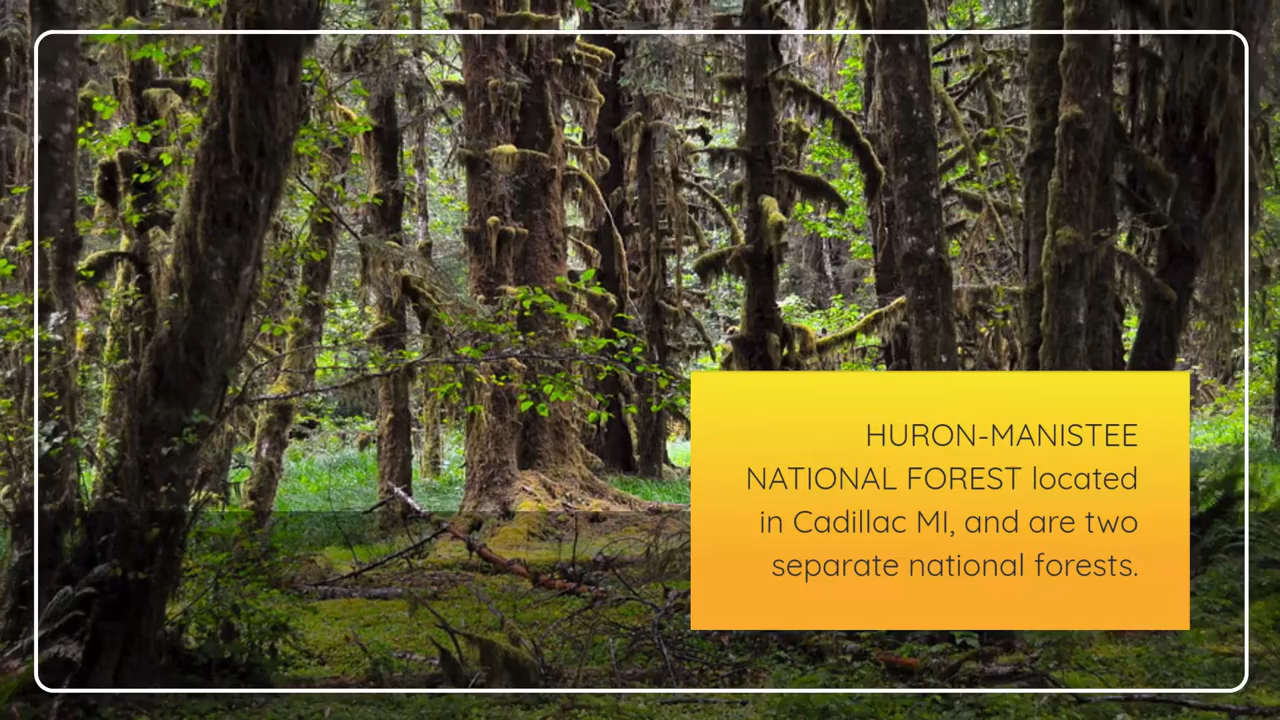 HURON-MANISTEE
NATIONAL FOREST located
in Cadillac MI, and are two
separate national forests.